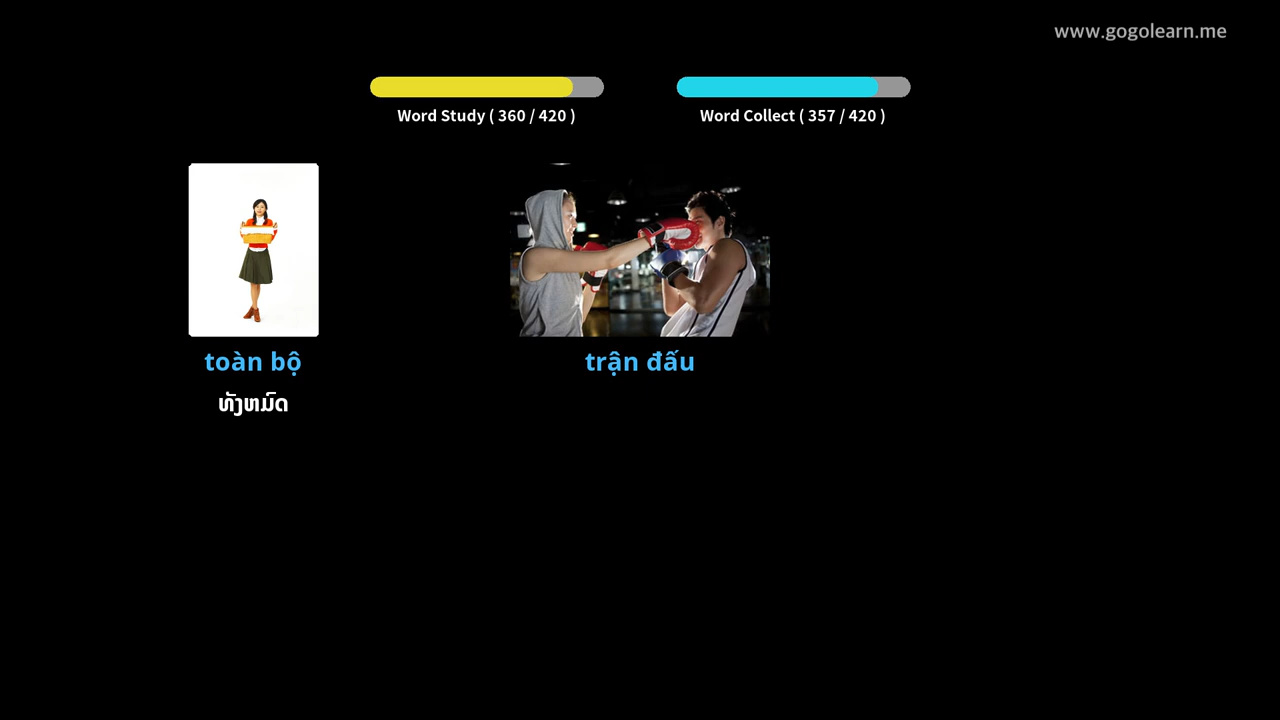 www.gogolearn.me
Word Study ( 360 / 420 )
Word Collect ( 357 / 420 )
toàn bộ
trận đấu
ທັງຫມົດ